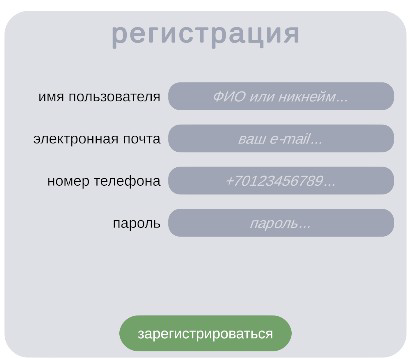 регистрация
имя пользователя ФИО или никнейм...
электронная почта ваш e-mail...
номер телефона +70123456789...
пароль пароль...
зарегистрироваться